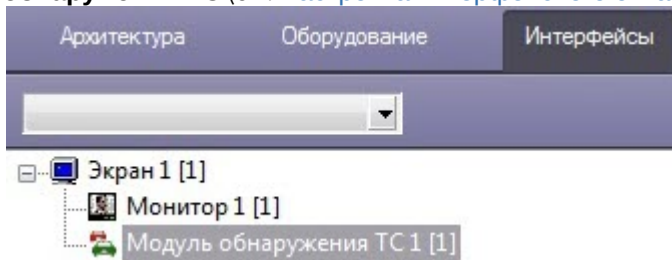 Архитектура Оборудование Интерфейсы
Экран 1 [1]
Монитор 1 [1]
Модуль обнаружения ТС 1 [1]